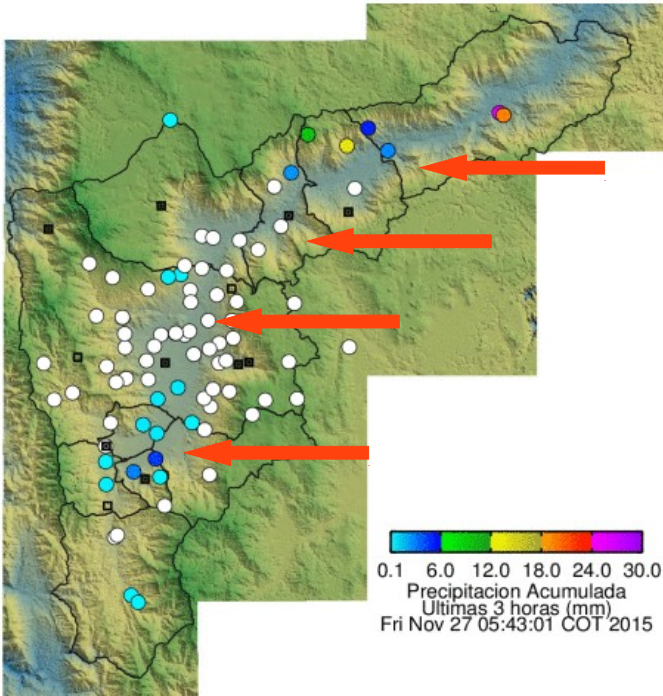 0.1 6.0 12.0 18.0 24.0 30.0
Precipitacion Acumulada
Ultimas 3 horas (mm)
Fri Nov 27 05:43:01 COT 2015